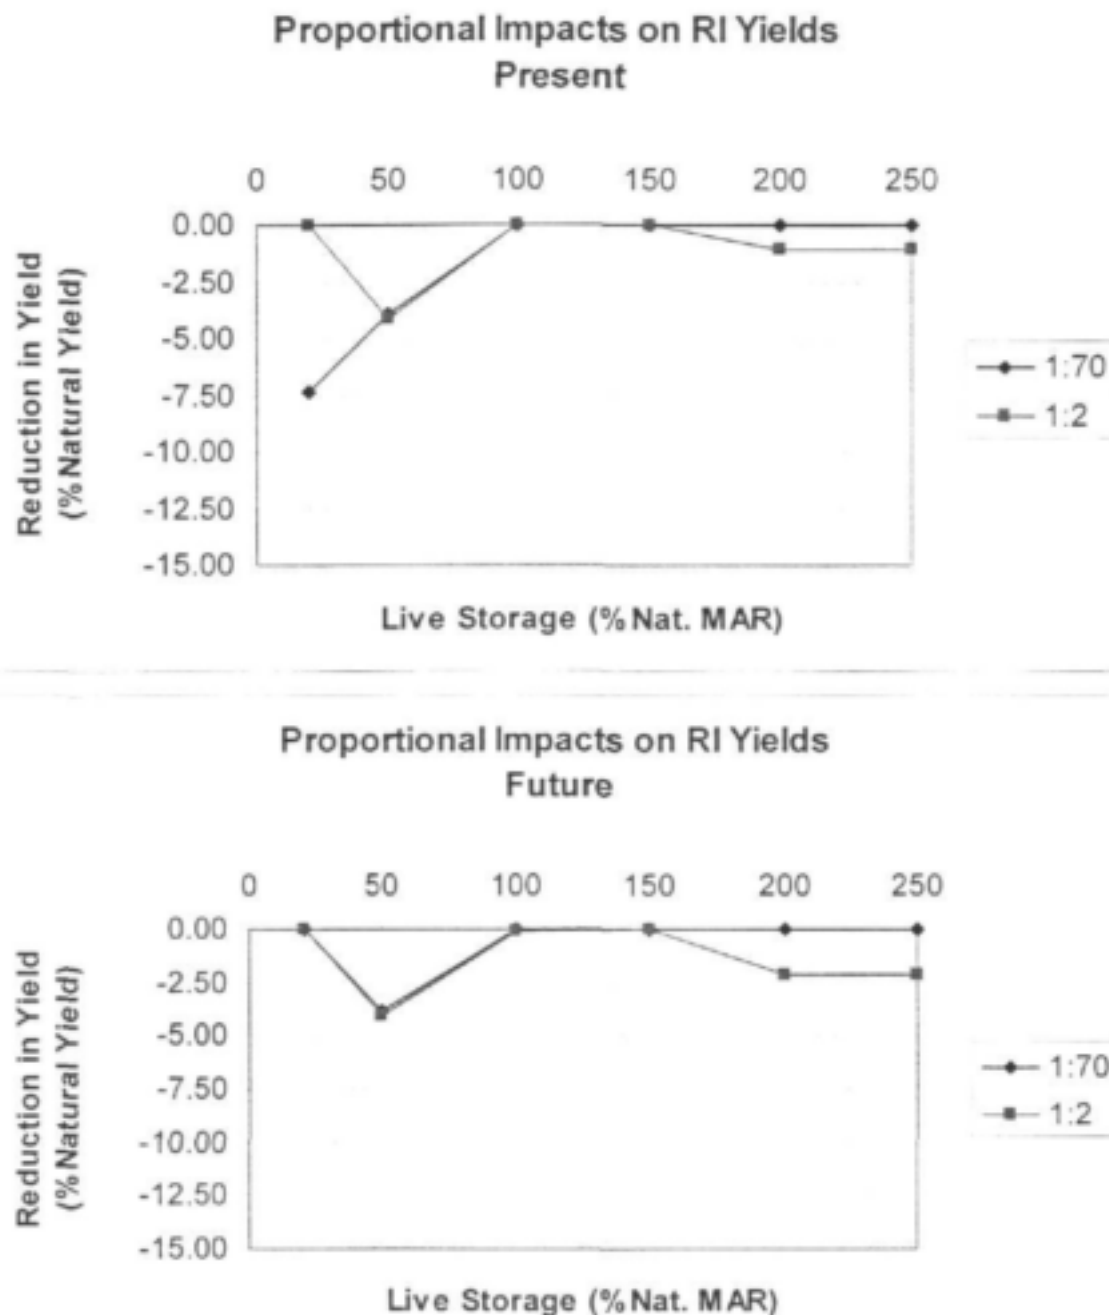 Proportional Impacts on RI Yields
Present
0 50 100 150 200 250
0.00
-2.50
-5.00
-7.50
-10.00
-12.50
-15.00
Reduction in Yield
(%Natural Yield)
Live Storage (%Nat. MAR)
1:70
1:2
Proportional Impacts on RI Yields
Future
0 50 100 150 200 250
0.00
-2.50
-5.00
-7.50
-10.00
-12.50
-15.00
Reduction in Yield
(%Natural Yield)
Live Storage (%Nat. MAR)
1:70
1:2